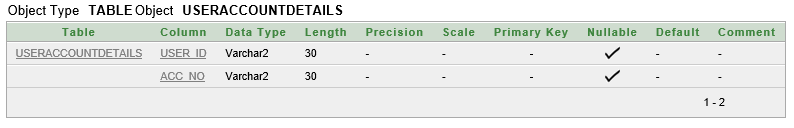 Object Type TABLE Object USERACCOUNTDETAILS
Table Column Data Type Length Precision Scale Primary Key Nullable Default Comment
USERACCOUNTDETAILS USER_ID Varchar2 30 - - - ✓ - -
ACC_NO Varchar2 30 - - - ✓ - -
1 - 2